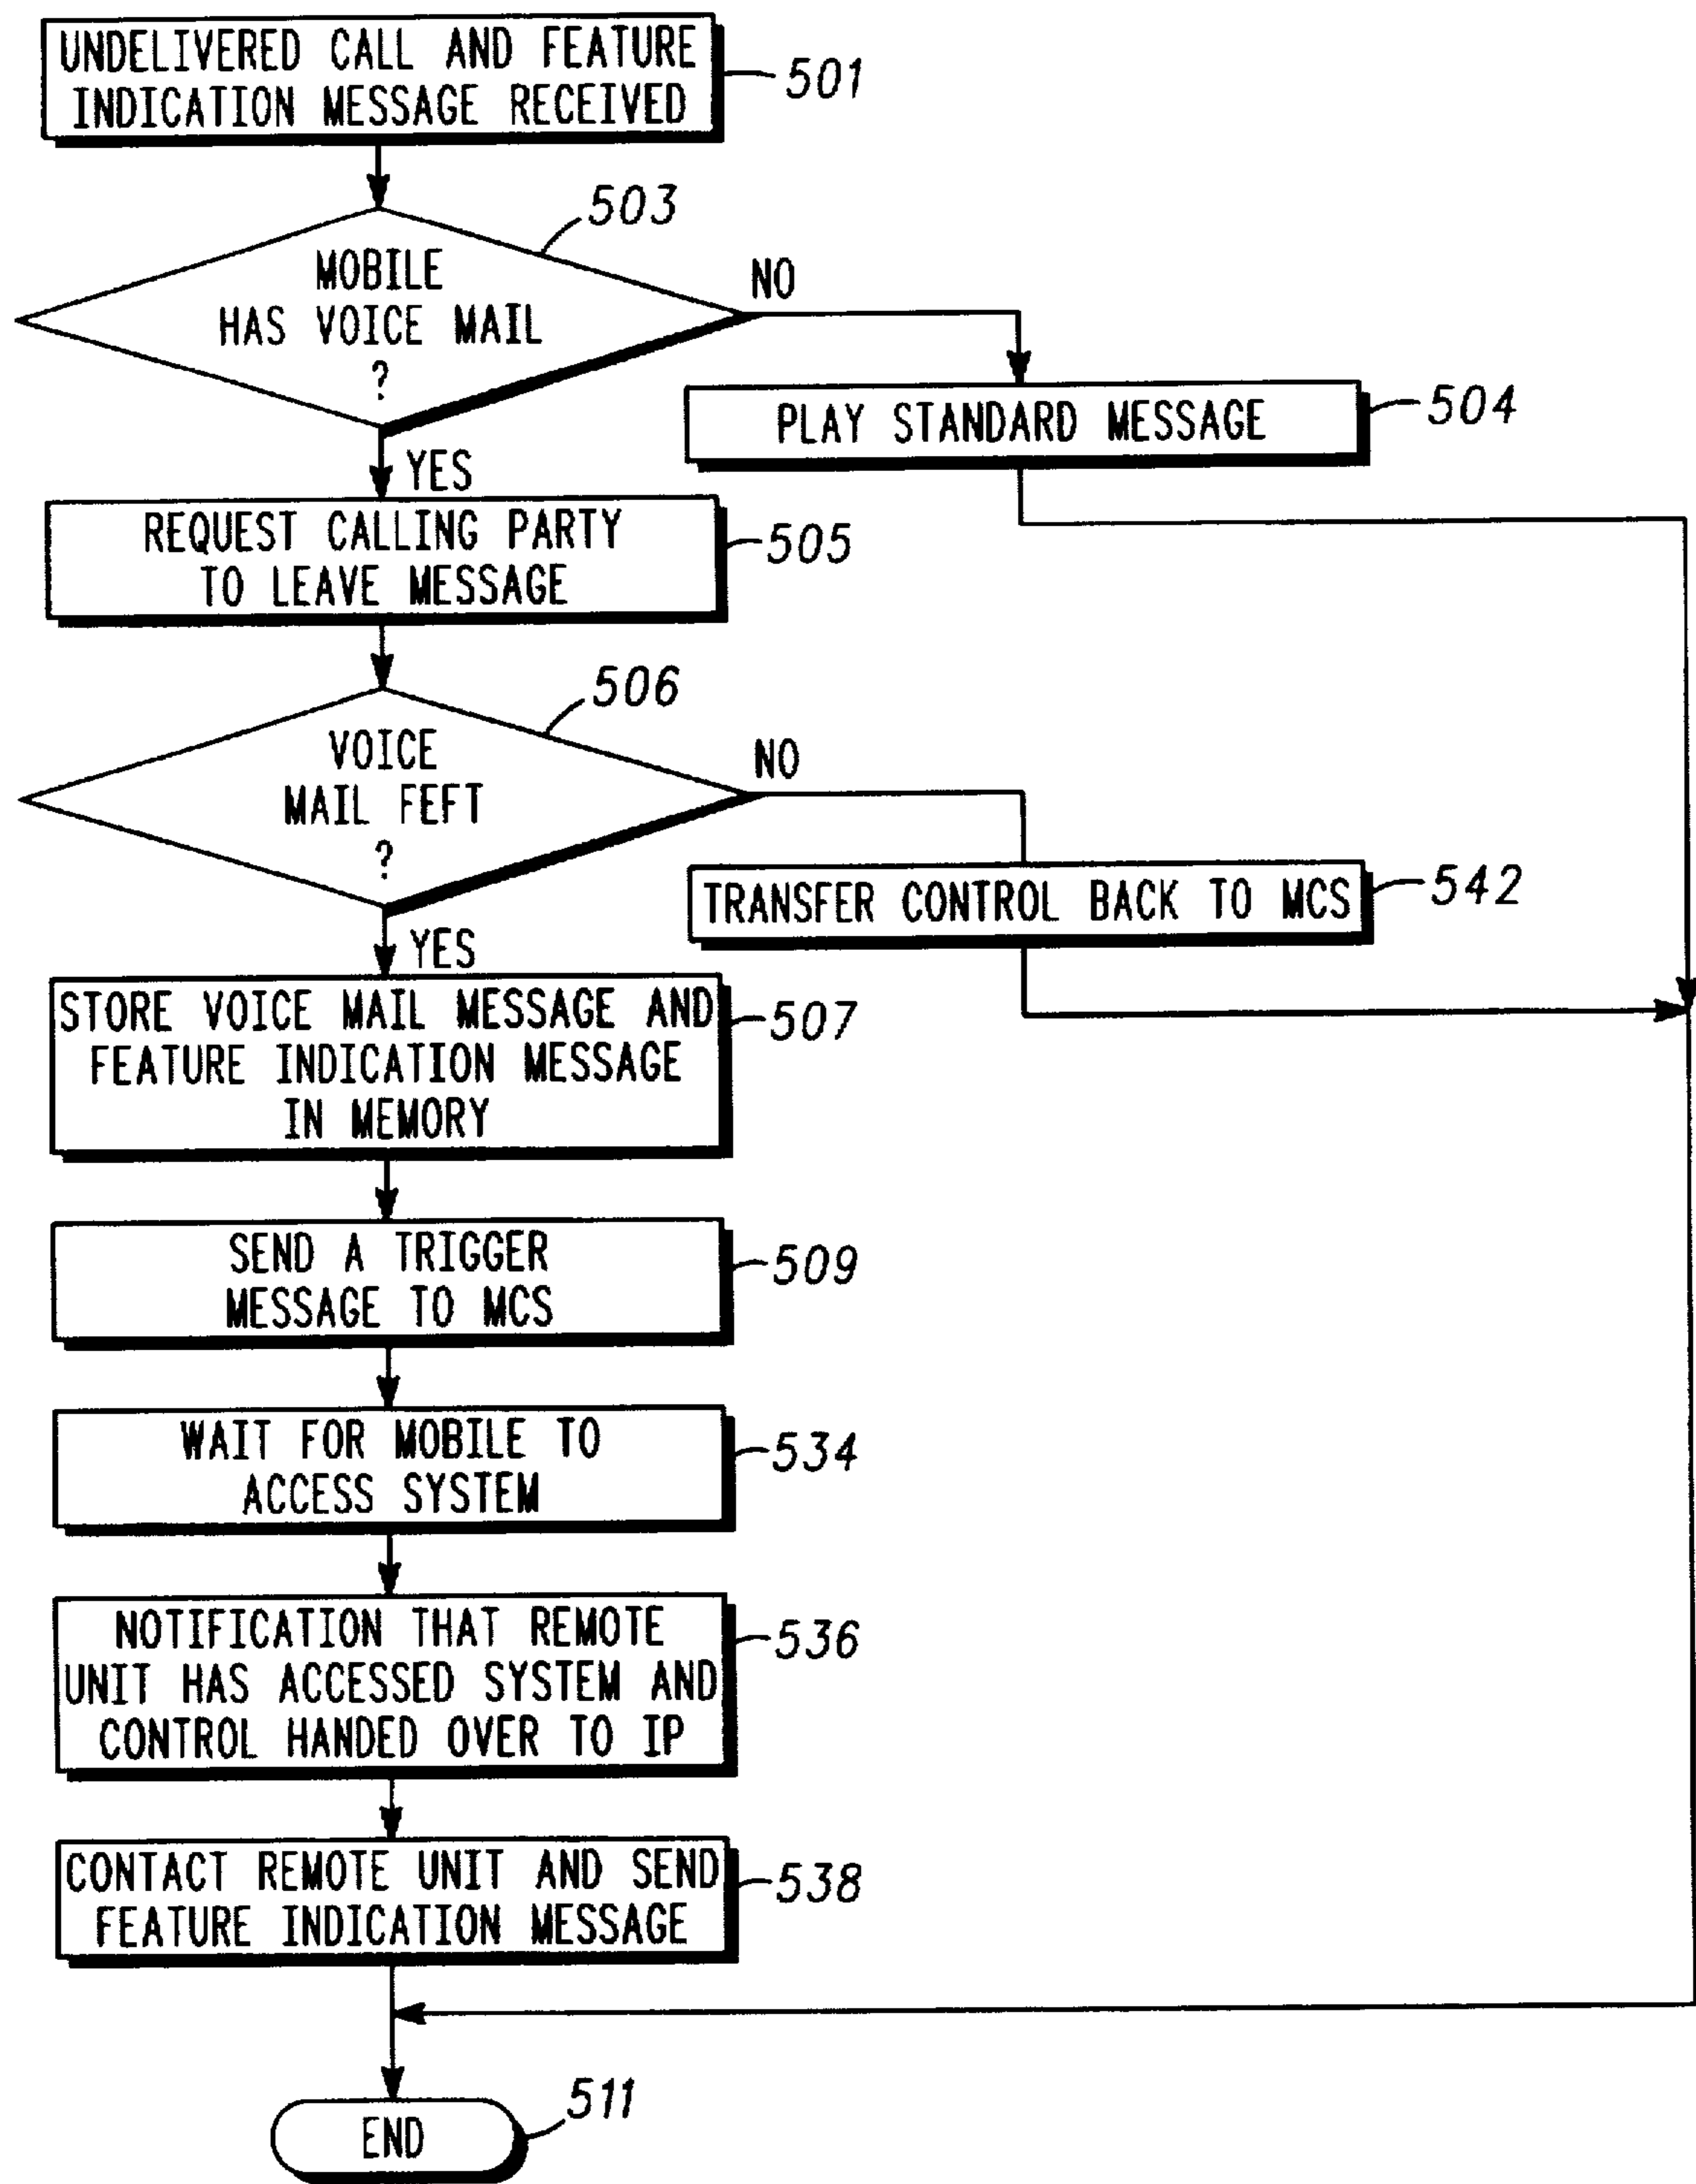 UNDELIVERED CALL AND FEATURE
INDICATION MESSAGE RECEIVED
501
503
MOBILE
HAS VOICE MAIL
?
NO
PLAY STANDARD MESSAGE
504
YES
REQUEST CALLING PARTY
TO LEAVE MESSAGE
505
506
VOICE
MAIL FEFT
?
NO
TRANSFER CONTROL BACK TO MCS
542
YES
STORE VOICE MAIL MESSAGE AND
FEATURE INDICATION MESSAGE
IN MEMORY
507
SEND A TRIGGER
MESSAGE TO MCS
509
WAIT FOR MOBILE TO
ACCESS SYSTEM
534
NOTIFICATION THAT REMOTE
UNIT HAS ACCESSED SYSTEM AND
CONTROL HANDED OVER TO IP
536
CONTACT REMOTE UNIT AND SEND
FEATURE INDICATION MESSAGE
538
END
511